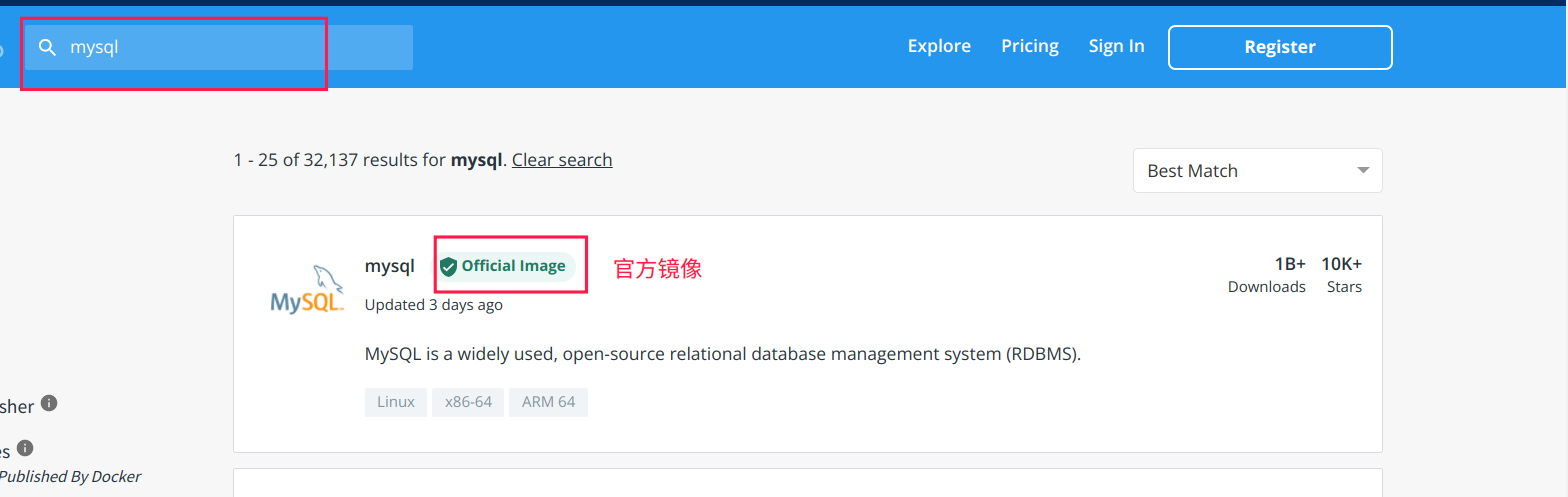 mysql
Explore Pricing Sign In Register
1 - 25 of 32,137 results for mysql. Clear search
Best Match
mysql Official Image 官方镜像
1B+ 10K+
Downloads Stars
MySQL
Updated 3 days ago
MySQL is a widely used, open-source relational database management system (RDBMS).
Linux x86-64 ARM 64
sher
es
Published By Docker